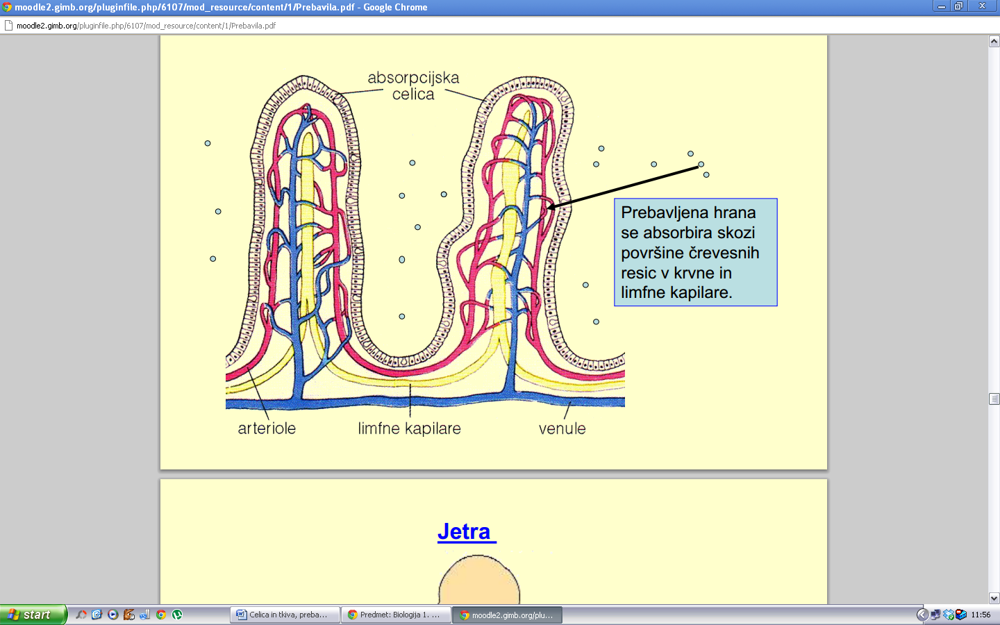 moodle2.gimb.org/pluginfile.php/6107/mod_resource/content/1/Prebavila.pdf - Google Chrome
moodle2.gimb.org/pluginfile.php/6107/mod_resource/content/1/Prebavila.pdf
absorpcijska
celica
Prebavljena hrana
se absorbira skozi
površine črevesnih
resic v krvne in
limfne kapilare.
arteriole
limfne kapilare
venule
Jetra
start
Celica in tkiva, preba...
Predmet: Biologija 1. ...
moodle2.gimb.org/plu...
11:56